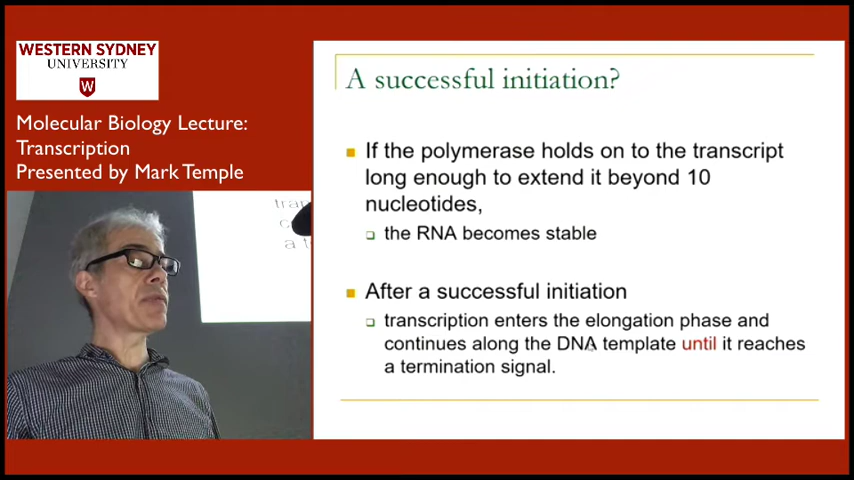 WESTERN SYDNEY
UNIVERSITY
W
Molecular Biology Lecture:
Transcription
Presented by Mark Temple
A successful initiation?
If the polymerase holds on to the transcript
long enough to extend it beyond 10
nucleotides,
the RNA becomes stable
After a successful initiation
transcription enters the elongation phase and
continues along the DNA template until it reaches
a termination signal.